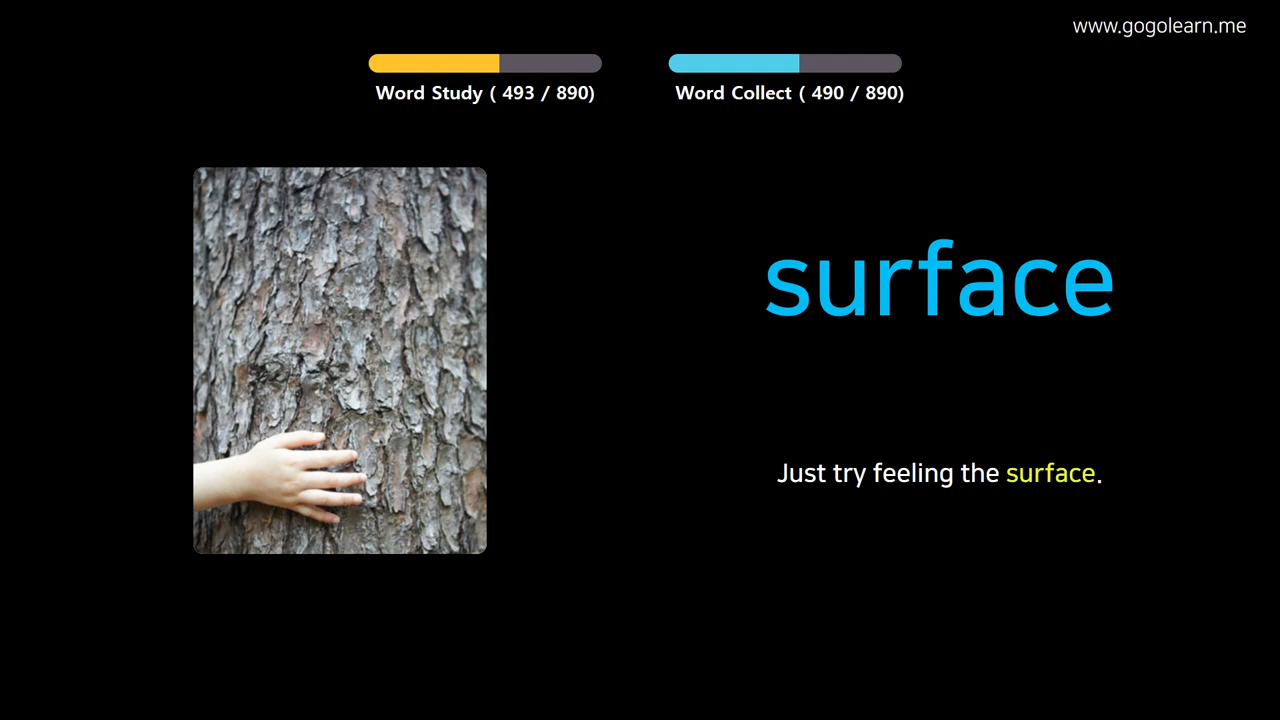 www.gogolearn.me
Word Study ( 493 / 890)
Word Collect ( 490 / 890)
surface
Just try feeling the surface.